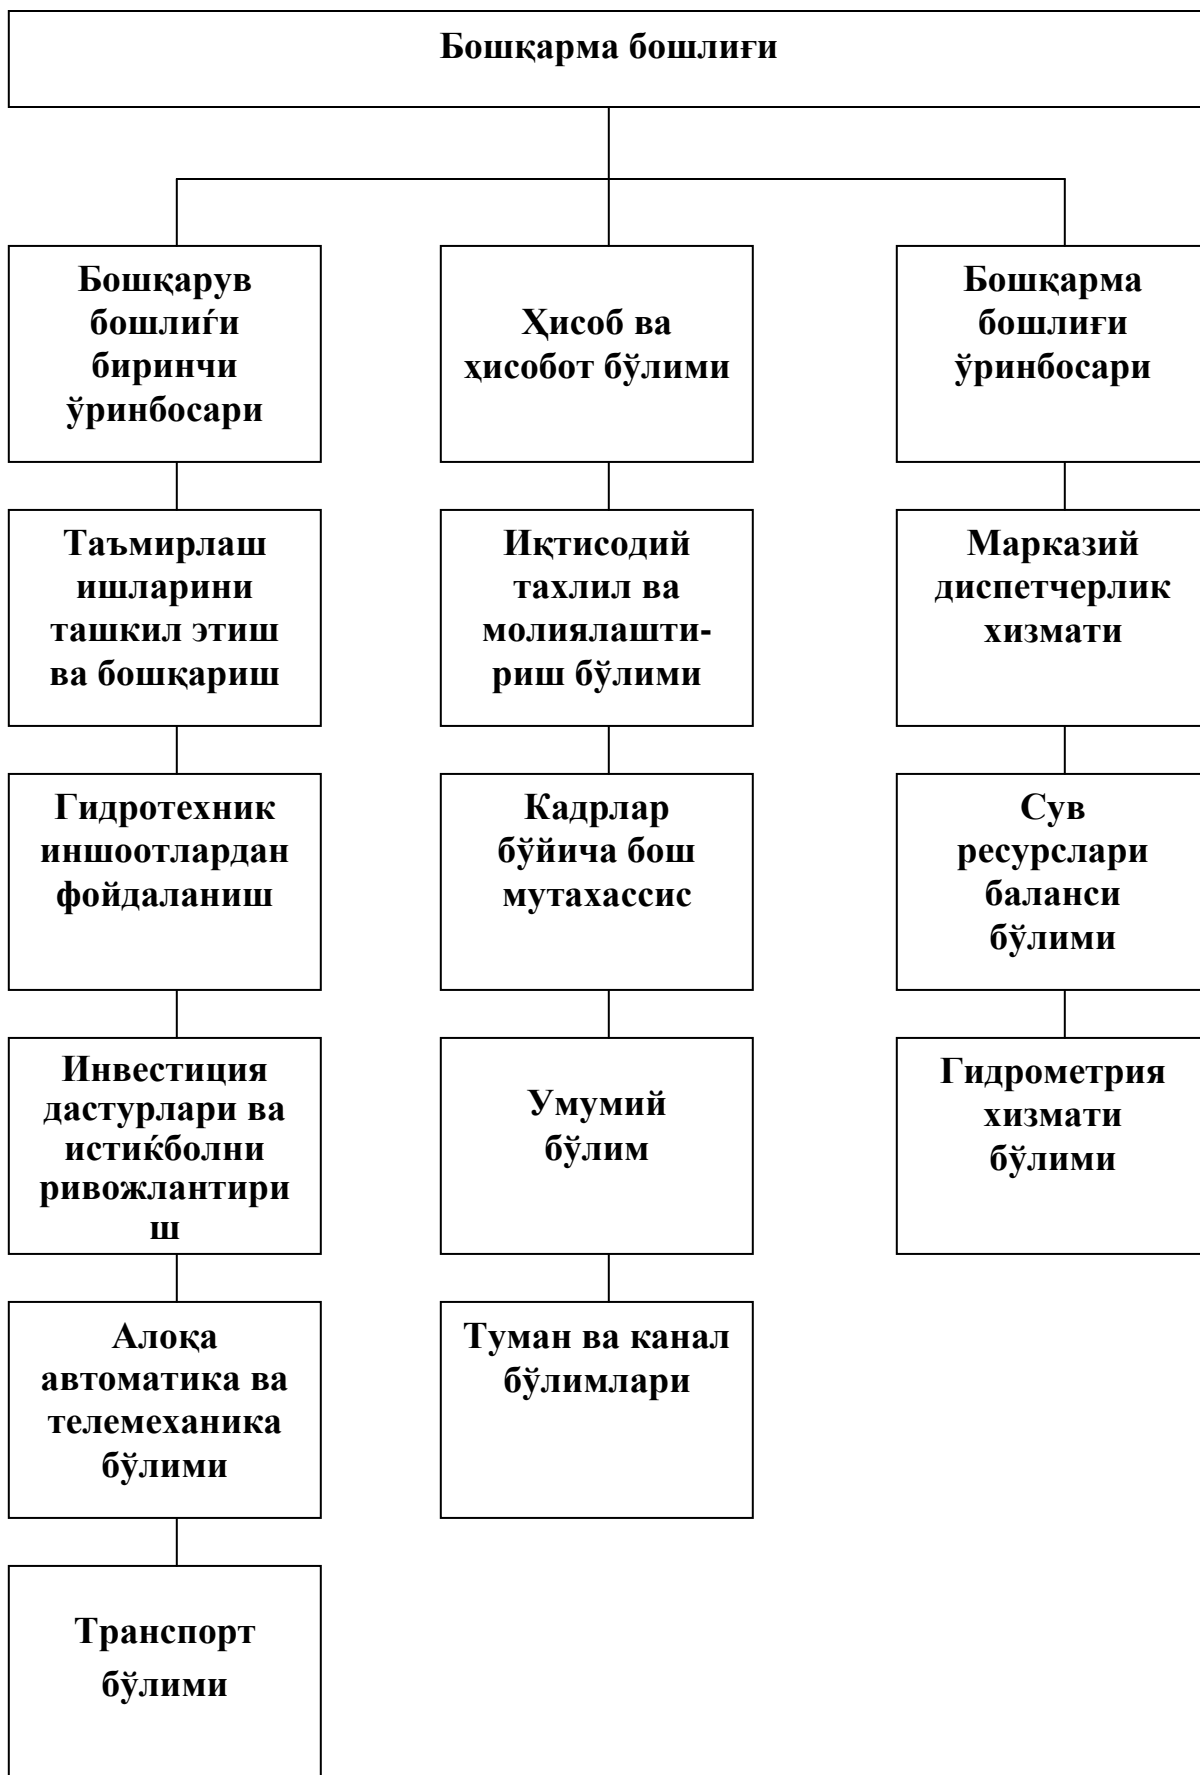 Бошқарма бошлиғи
Бошқарув
бошлиѓи
биринчи
ўринбосари
Ҳисоб ва
ҳисобот бўлими
Бошқарма
бошлиғи
ўринбосари
Таъмирлаш
ишларини
ташкил этиш
ва бошқариш
Иқтисодий
тахлил ва
молиялашти-
риш бўлими
Марказий
диспетчерлик
хизмати
Гидротехник
иншоотлардан
фойдаланиш
Кадрлар
бўйича бош
мутахассис
Сув
ресурслари
баланси
бўлими
Инвестиция
дастурлари ва
истиќболни
ривожлантири
ш
Умумий
бўлим
Гидрометрия
хизмати
бўлими
Алоқа
автоматика ва
телемеханика
бўлими
Туман ва канал
бўлимлари
Транспорт
бўлими